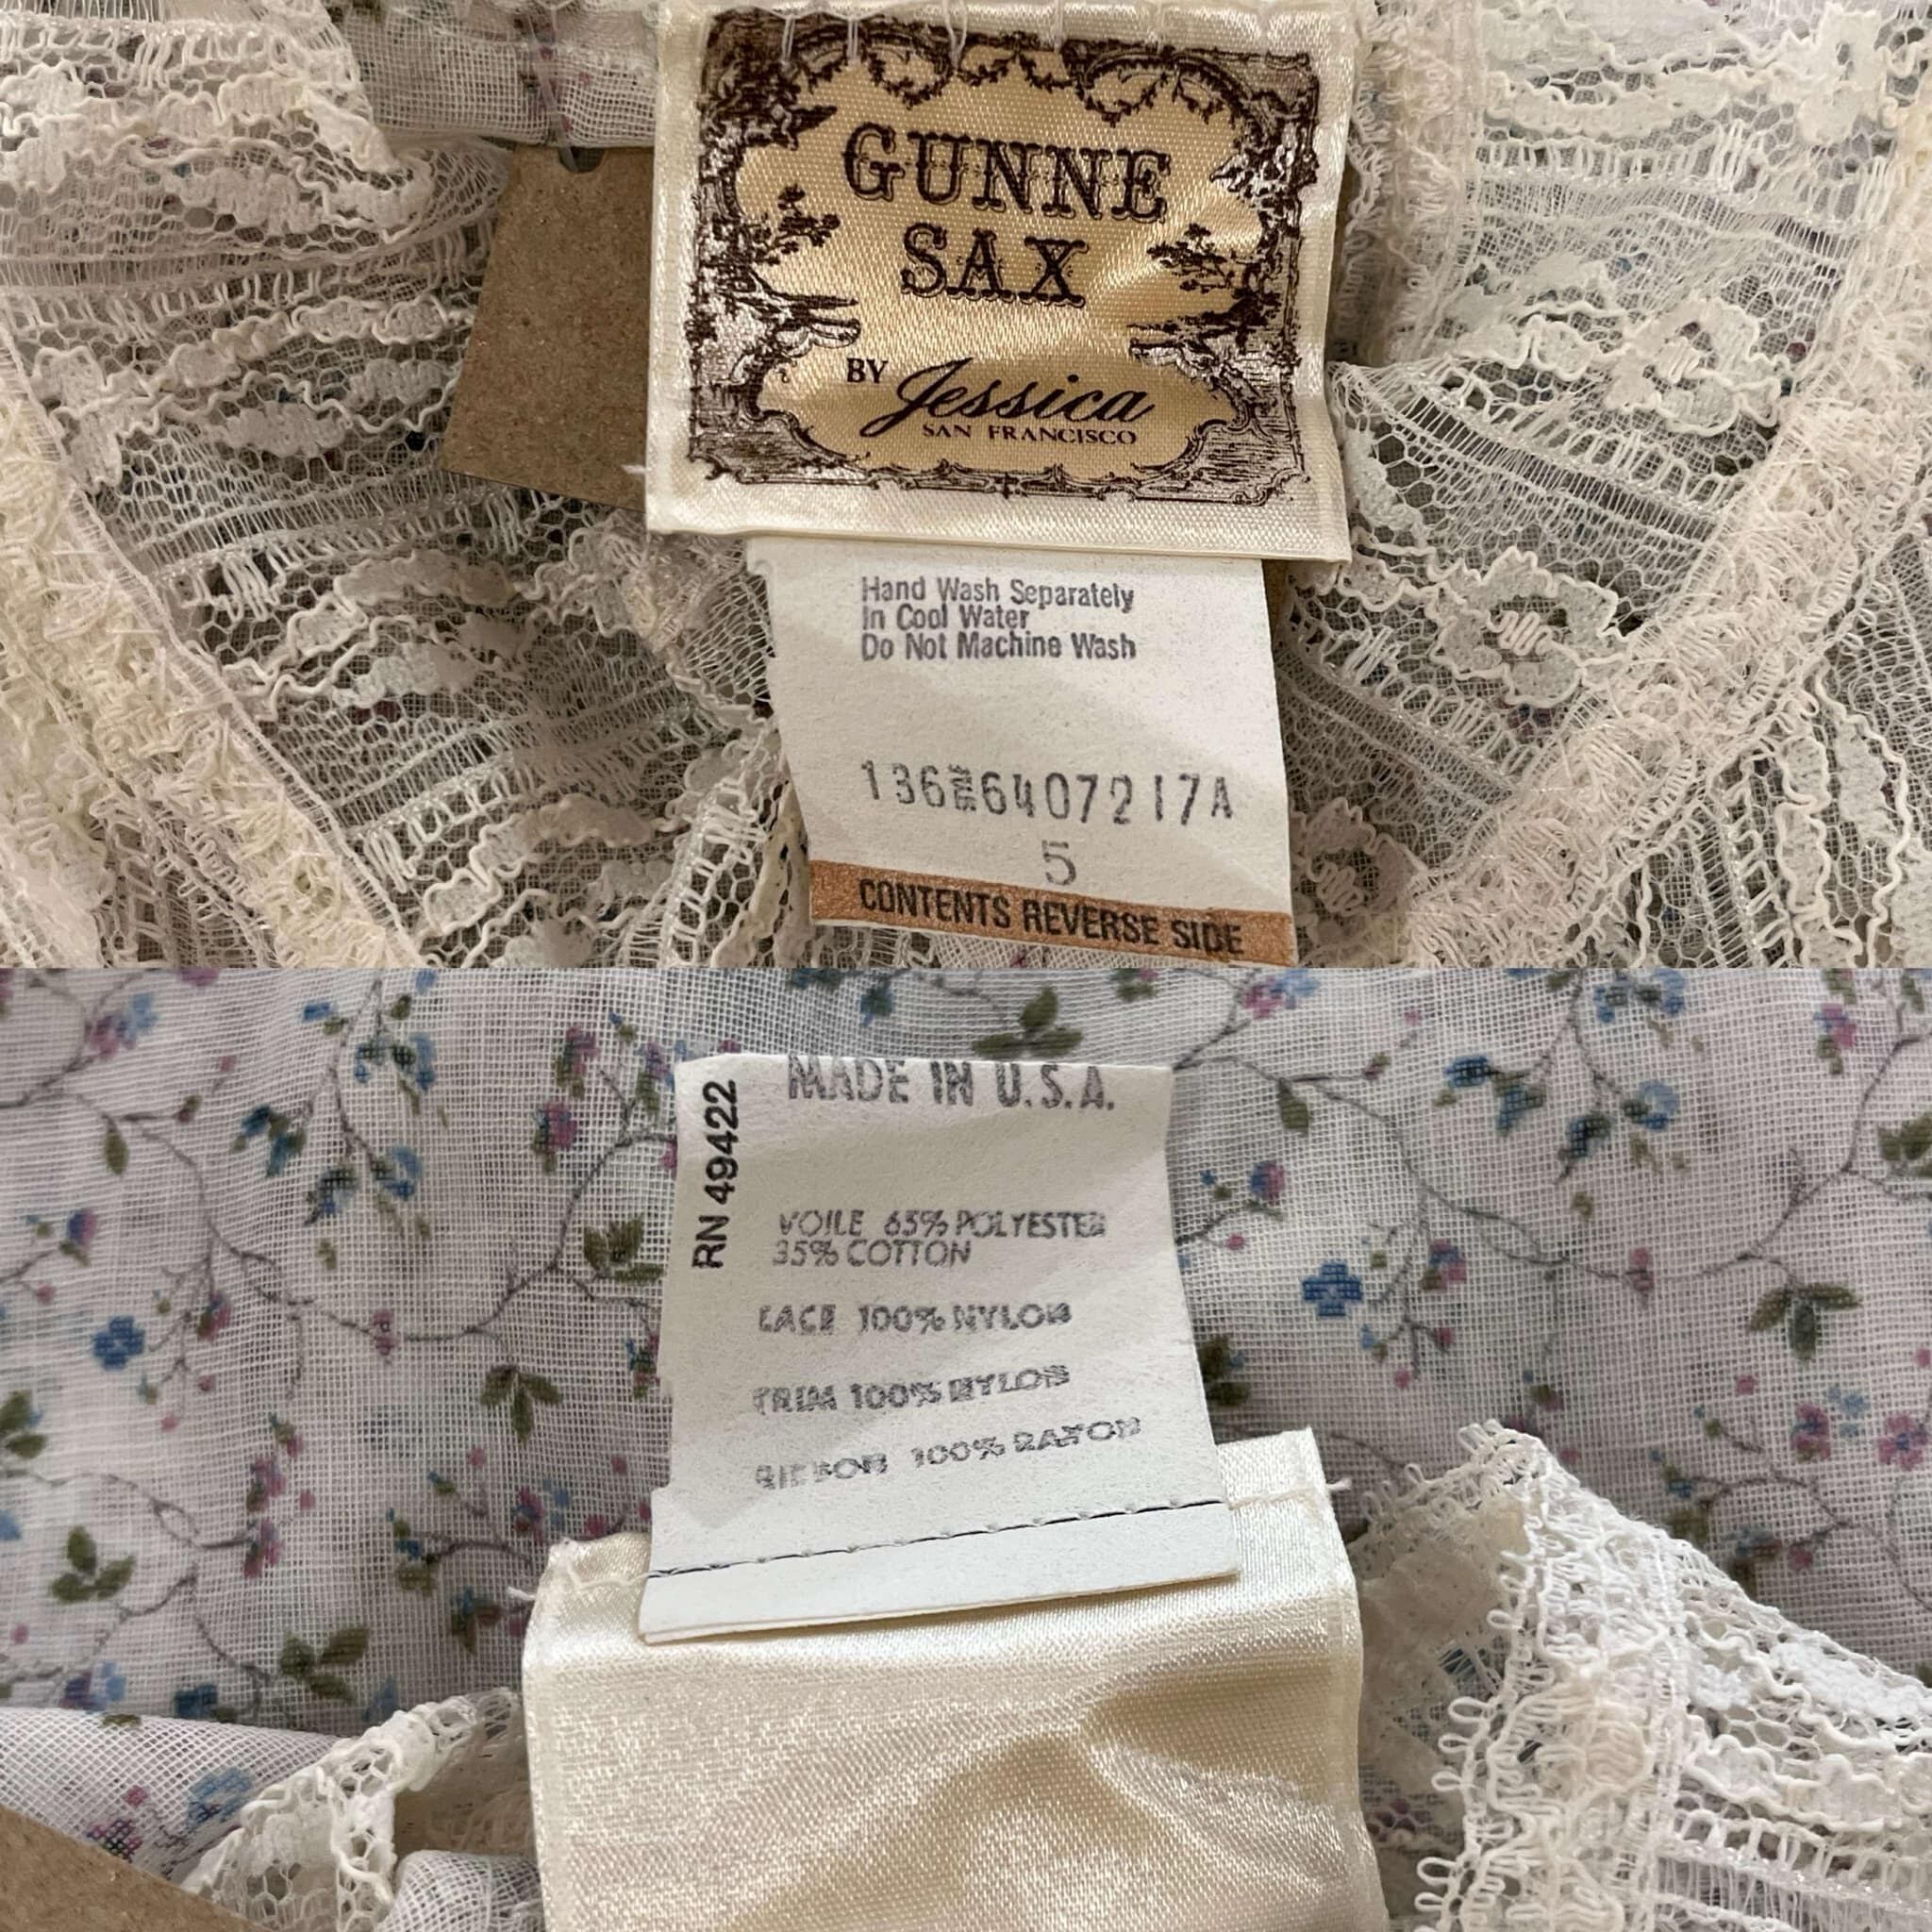 GUNNE
SAX
BY Jessica
SAN FRANCISCO
Hand Wash Separately
In Cool Water
Do Not Machine Wash
136 6407217A
5
CONTENTS REVERSE SIDE
MADE IN U.S.A.
RN 49422
VOILE 65% POLYESTER
35% COTTON
LACE 100% NYLON
TRIM 100% NYLON
RIBBON 100% RAYON